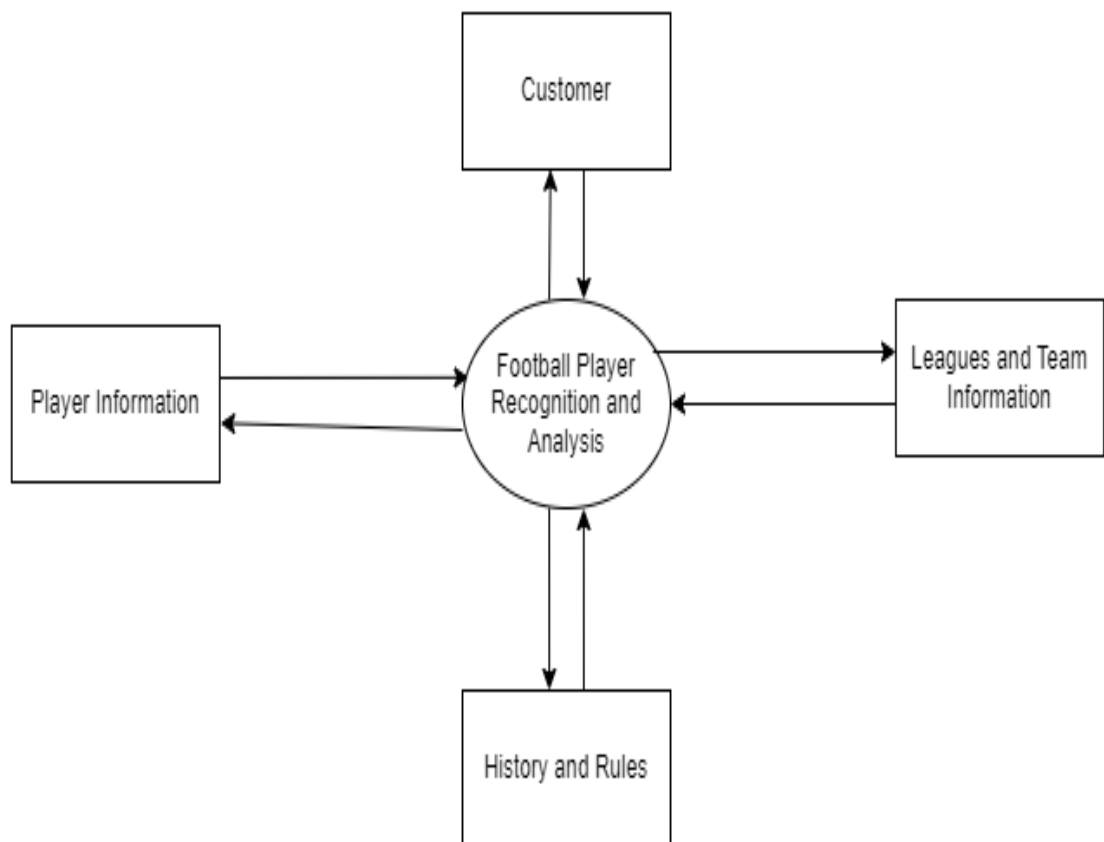 Customer
Football Player
Recognition and
Analysis
Leagues and Team
Information
Player Information
History and Rules